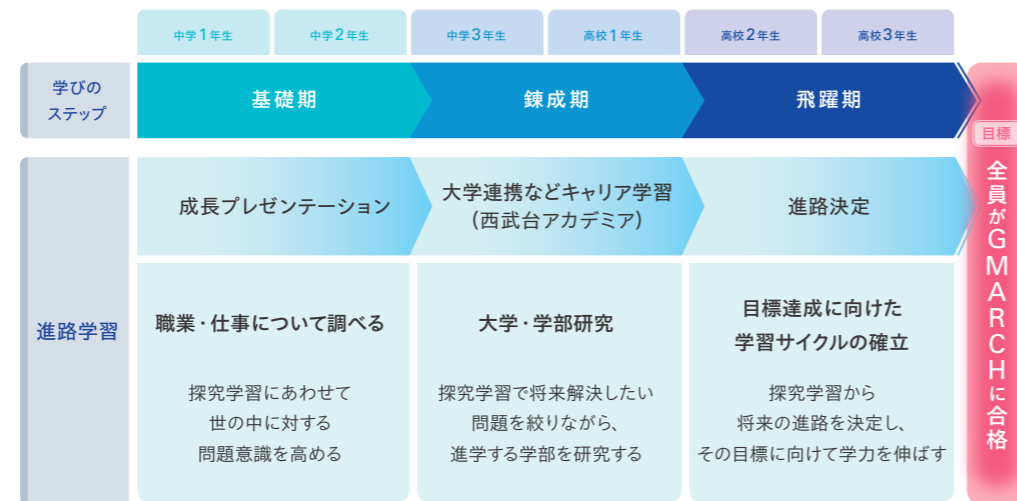 中学1年生
中学2年生
中学3年生
高校1年生
高校2年生
高校3年生
学びの
ステップ
基礎期
錬成期
飛躍期
進路学習
成長プレゼンテーション
大学連携などキャリア学習
(西武台アカデミア)
進路決定
職業・仕事について調べる
探究学習にあわせて
世の中に対する
問題意識を高める
大学・学部研究
探究学習で将来解決したい
問題を絞りながら、
進学する学部を研究する
目標達成に向けた
学習サイクルの確立
探究学習から
将来の進路を決定し、
その目標に向けて学力を伸ばす
目標
全員がGMARCHに合格